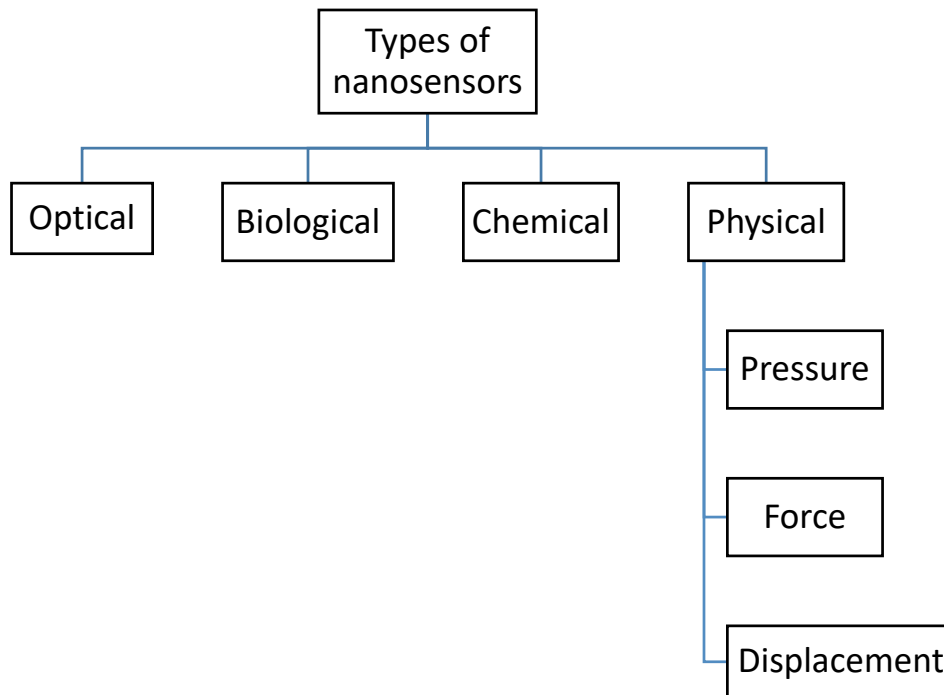 Types of
nanosensors
Optical
Biological
Chemical
Physical
Pressure
Force
Displacement